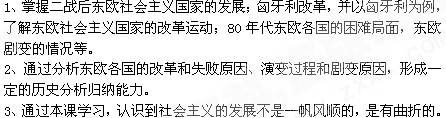 1、掌握二战后东欧社会主义国家的发展；匈牙利改革，并以匈牙利为例，
了解东欧社会主义国家的改革运动；80 年代东欧各国的困难局面，东欧
剧变的情况等。
2、通过分析东欧各国的改革和失败原因、演变过程和剧变原因，形成一
定的历史分析归纳能力。
3、通过本课学习，认识到社会主义的发展不是一帆风顺的，是有曲折的。